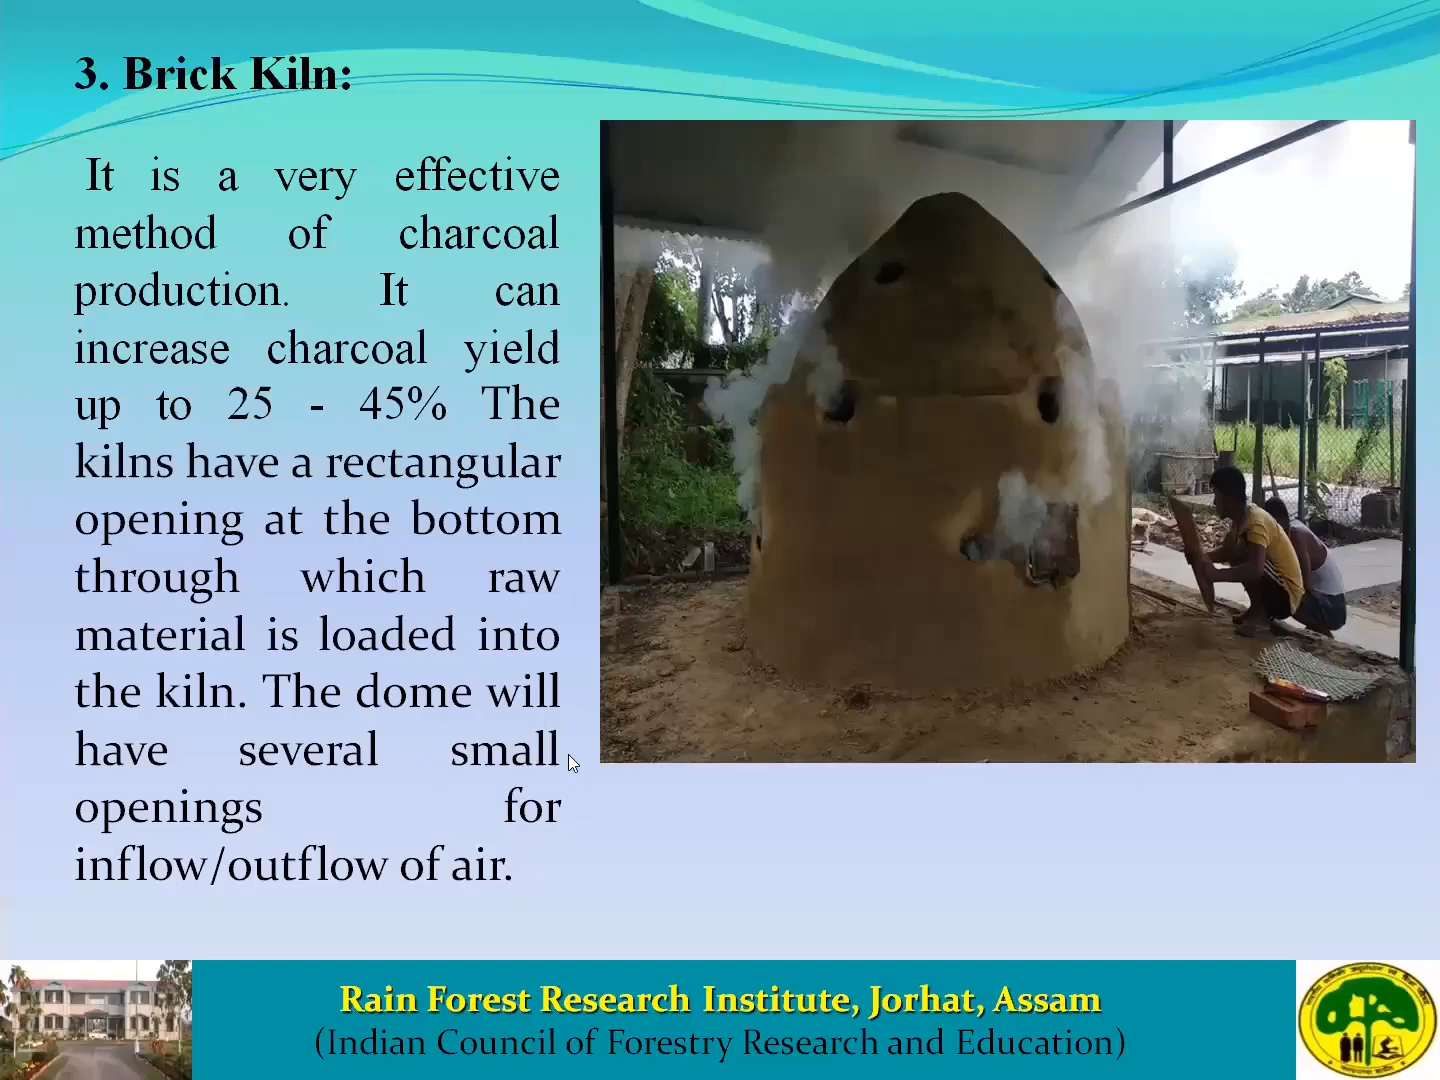 3. Brick Kiln:
It is a very effective
method of charcoal
production. It can
increase charcoal yield
up to 25 - 45% The
kilns have a rectangular
opening at the bottom
through which raw
material is loaded into
the kiln. The dome will
have several small
openings for
inflow/outflow of air.
Rain Forest Research Institute, Jorhat, Assam
(Indian Council of Forestry Research and Education)